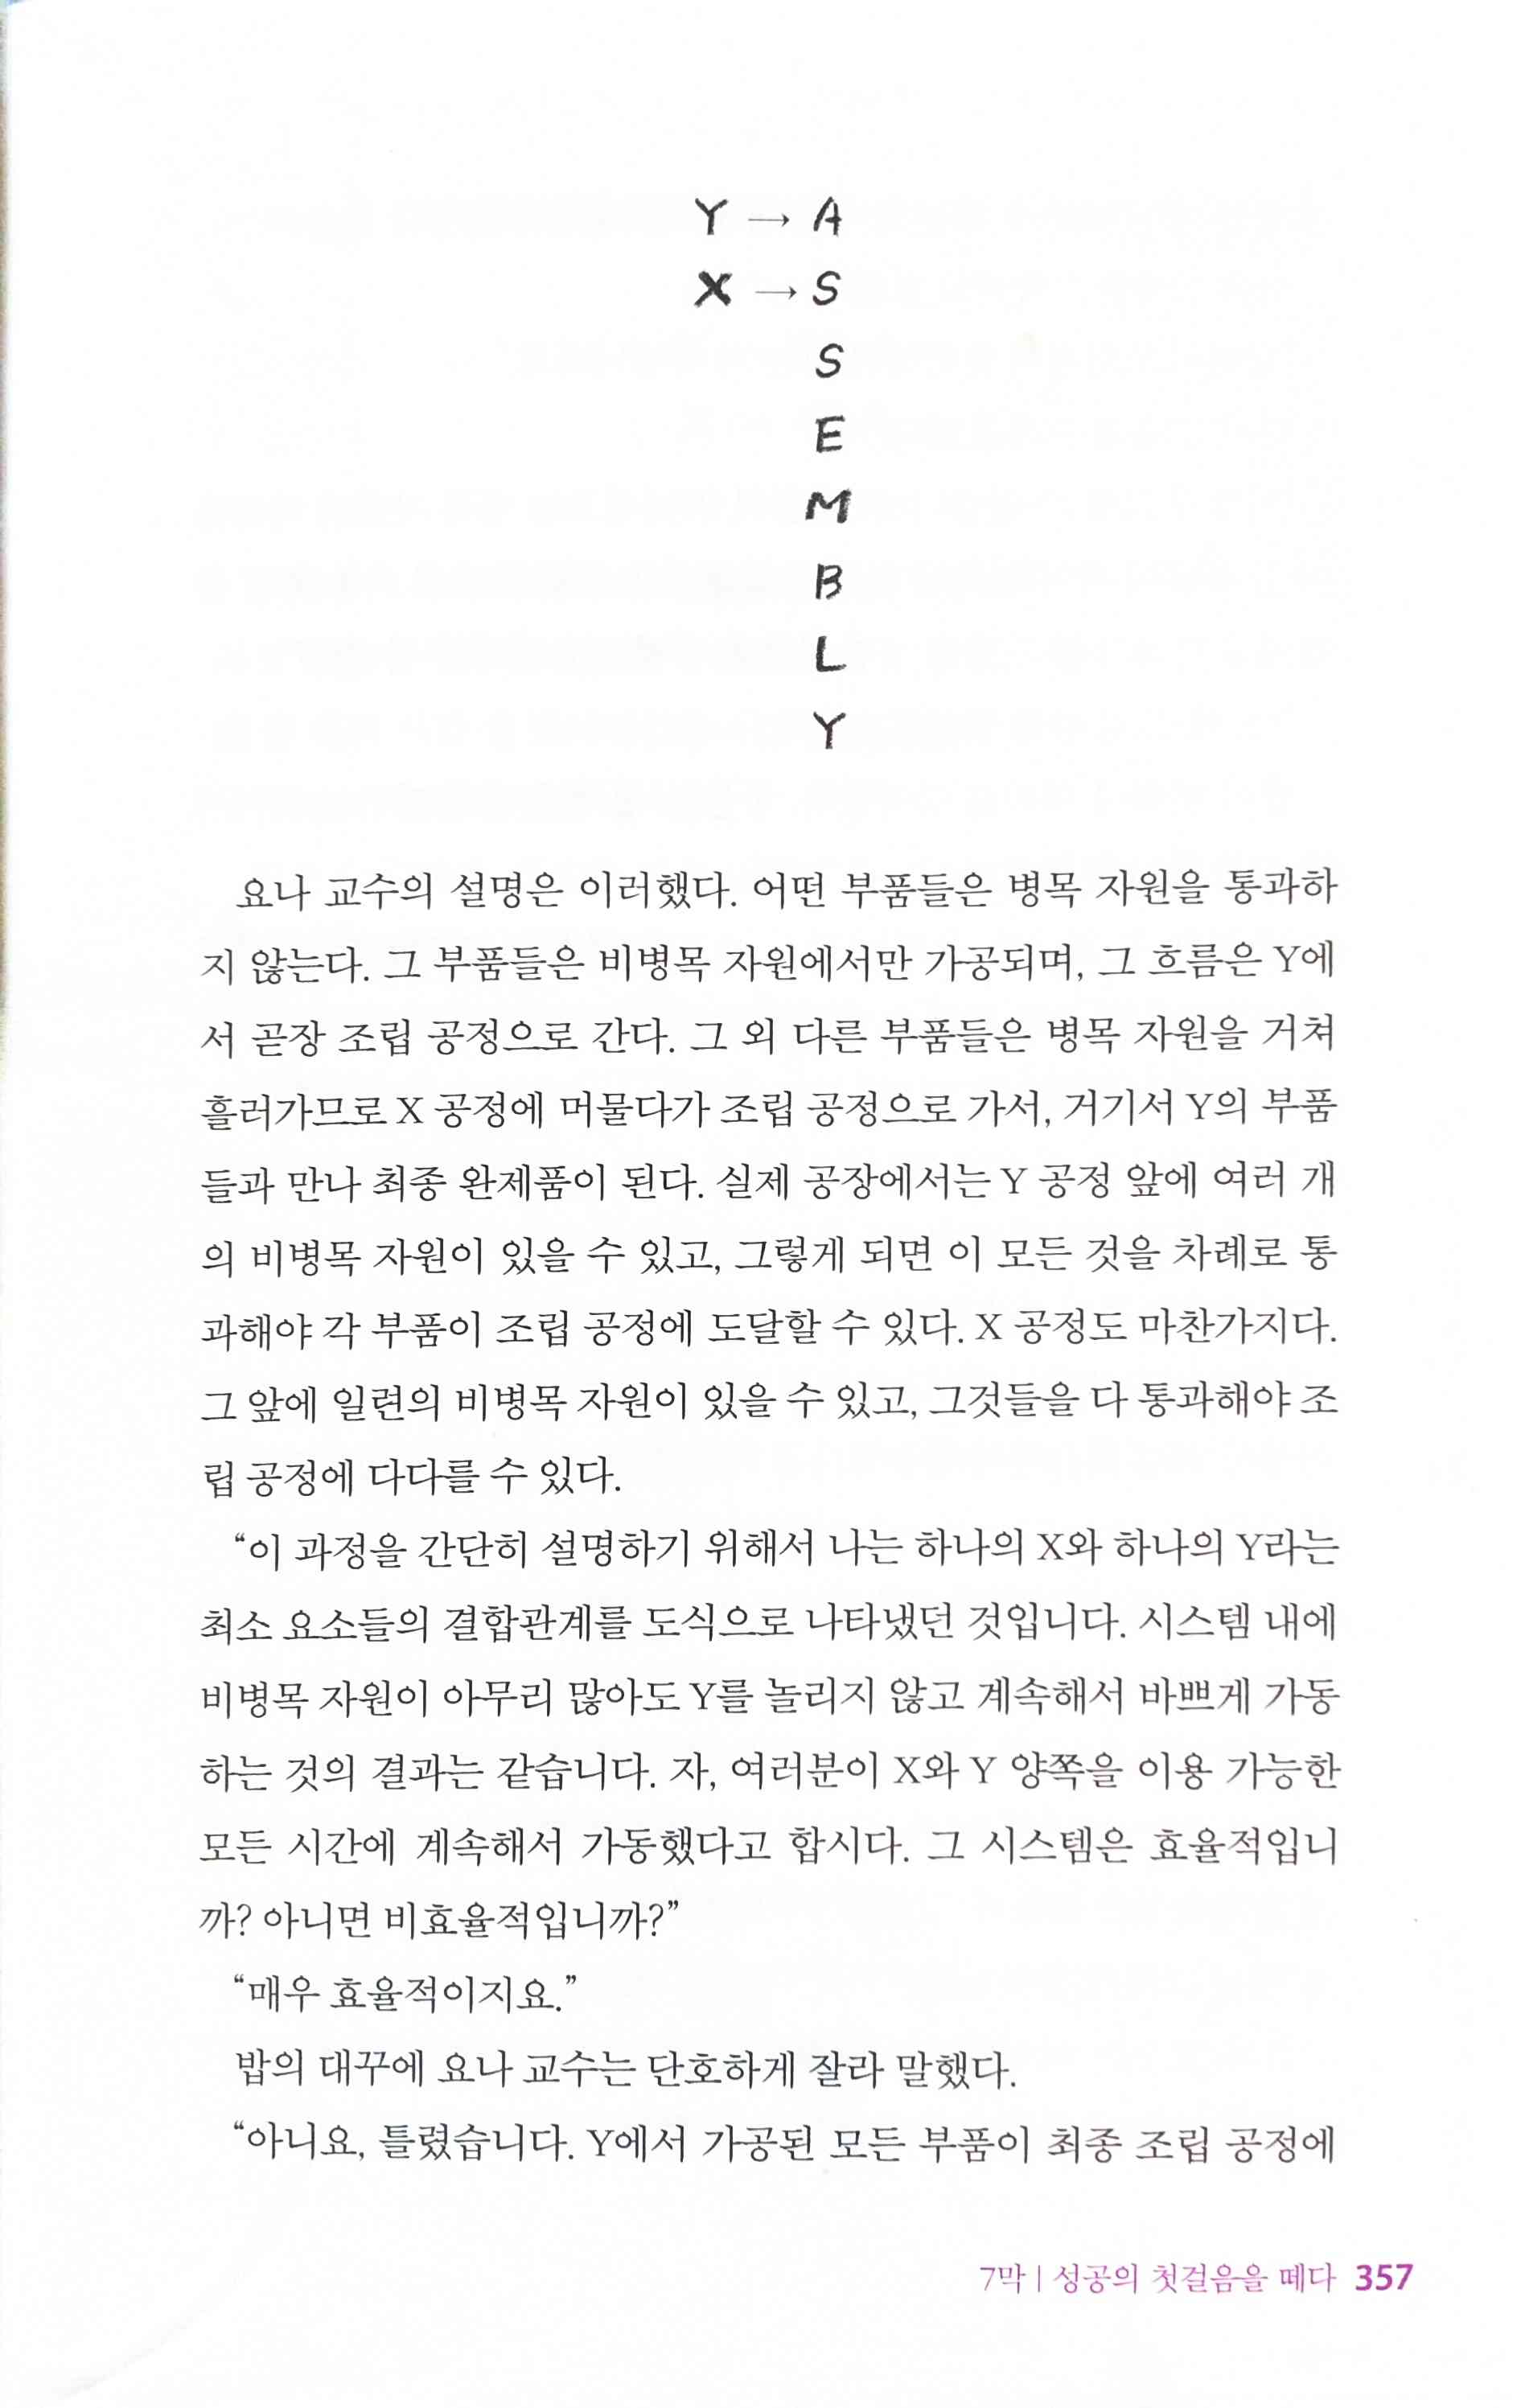 Y → A
X → S
S
E
M
B
L
Y
요나 교수의 설명은 이러했다. 어떤 부품들은 병목 자원을 통과하
지 않는다. 그 부품들은 비병목 자원에서만 가공되며, 그 흐름은 Y에
서 곧장 조립 공정으로 간다. 그 외 다른 부품들은 병목 자원을 거쳐
흘러가므로 X 공정에 머물다가 조립 공정으로 가서, 거기서 Y의 부품
들과 만나 최종 완제품이 된다. 실제 공장에서는 Y 공정 앞에 여러 개
의 비병목 자원이 있을 수 있고, 그렇게 되면 이 모든 것을 차례로 통
과해야 각 부품이 조립 공정에 도달할 수 있다. X 공정도 마찬가지다.
그 앞에 일련의 비병목 자원이 있을 수 있고, 그것들을 다 통과해야 조
립 공정에 다다를 수 있다.
“이 과정을 간단히 설명하기 위해서 나는 하나의 X와 하나의 Y라는
최소 요소들의 결합관계를 도식으로 나타냈던 것입니다. 시스템 내에
비병목 자원이 아무리 많아도 Y를 놀리지 않고 계속해서 바쁘게 가동
하는 것의 결과는 같습니다. 자, 여러분이 X와 Y 양쪽을 이용 가능한
모든 시간에 계속해서 가동했다고 합시다. 그 시스템은 효율적입니
까? 아니면 비효율적입니까?”
“매우 효율적이지요.”
밥의 대꾸에 요나 교수는 단호하게 잘라 말했다.
“아니요, 틀렸습니다. Y에서 가공된 모든 부품이 최종 조립 공정에
7막 | 성공의 첫걸음을 떼다 357